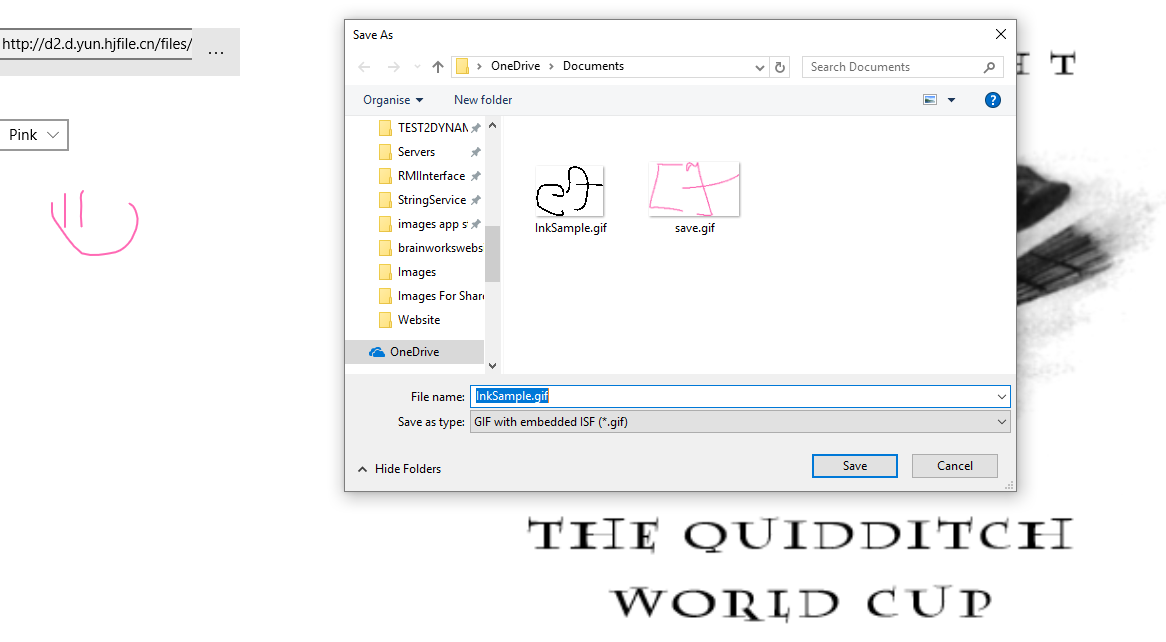 http://d2.d.yun.hjfile.cn/files/
...
Pink
Save As
OneDrive > Documents
Search Documents
H T
Organise
New folder
?
TEST2DYNAM
Servers
RMIInterface
StringService
images app s
brainworkswebs
Images
Images For Share
Website
OneDrive
InkSample.gif
save.gif
File name:
InkSample.gif
Save as type:
GIF with embedded ISF (*.gif)
Hide Folders
Save
Cancel
THE QUIDDITCH
WORLD CUP